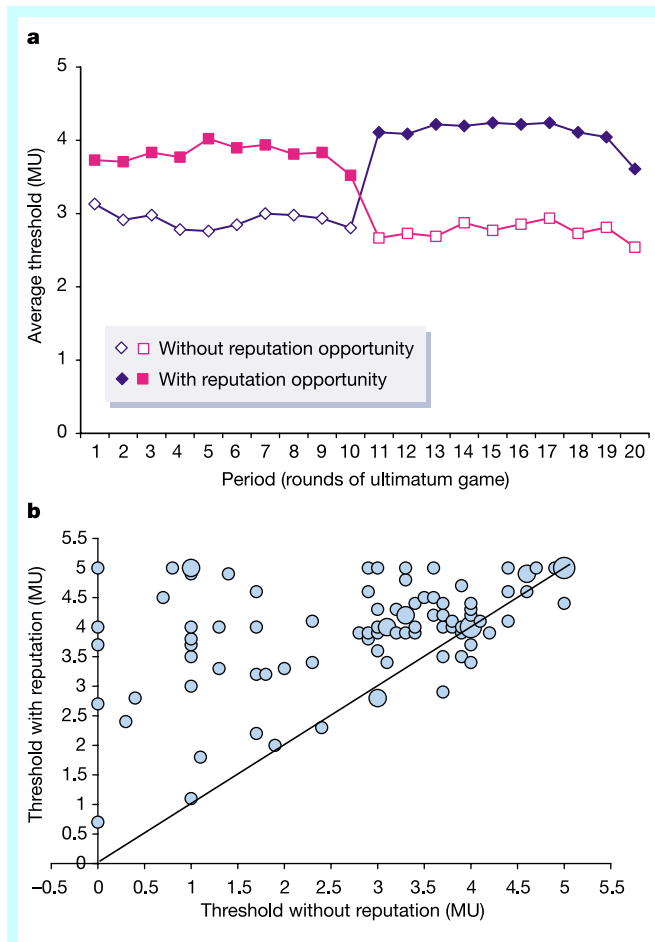 a
Average threshold (MU)
5
4
3
2
1
0
Without reputation opportunity
With reputation opportunity
1 2 3 4 5 6 7 8 9 10 11 12 13 14 15 16 17 18 19 20
Period (rounds of ultimatum game)
b
Threshold with reputation (MU)
5.5
5
4.5
4
3.5
3
2.5
2
1.5
1
0.5
0
–0.5 0 0.5 1 1.5 2 2.5 3 3.5 4 4.5 5 5.5
Threshold without reputation (MU)